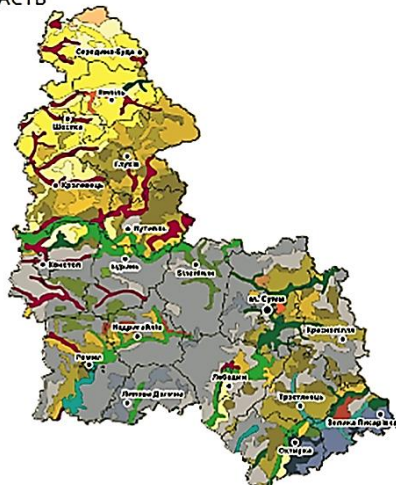 Середина-Буда
Ямпіль
Шостка
Глухів
Кролевець
Путивль
Конотоп
Буринь
Білопілля
м. Суми
Краснопілля
Недригайлів
Ромни
Лебедин
Липова Долина
Тростянець
Велика Писарівка
Охтирка